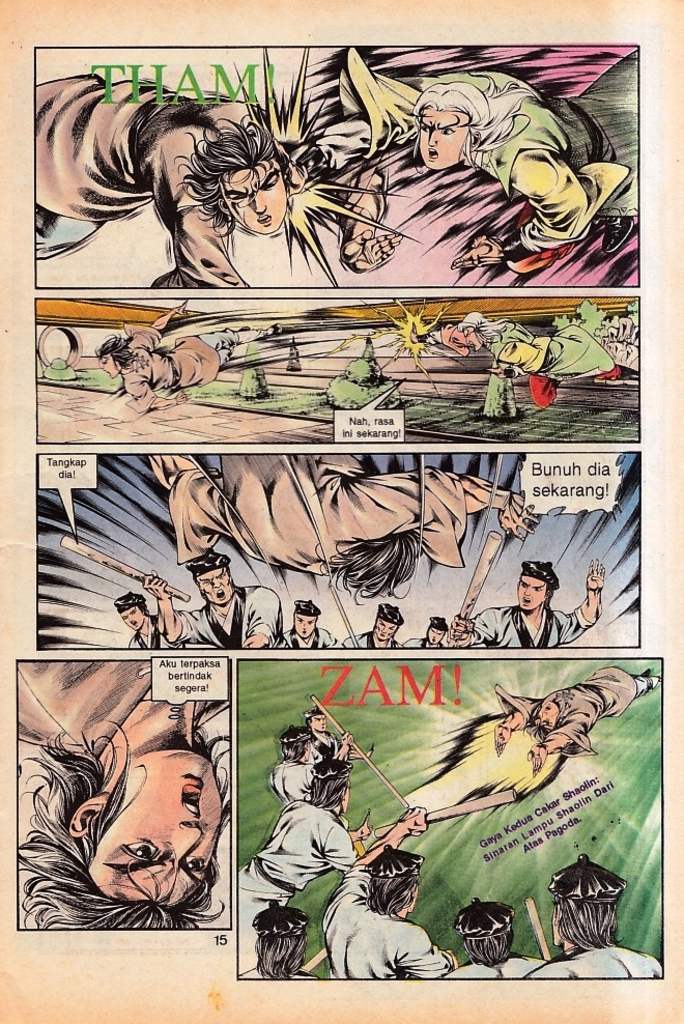 THAM!
Nah, rasa
ini sekarang!
Tangkap
dia!
Bunuh dia
sekarang!
Aku terpaksa
bertindak
segera!
ZAM!
Gaya Kedua Cakar Shaolin:
Sinaran Lampu Shaolin Dari
Atas Pagoda.
15